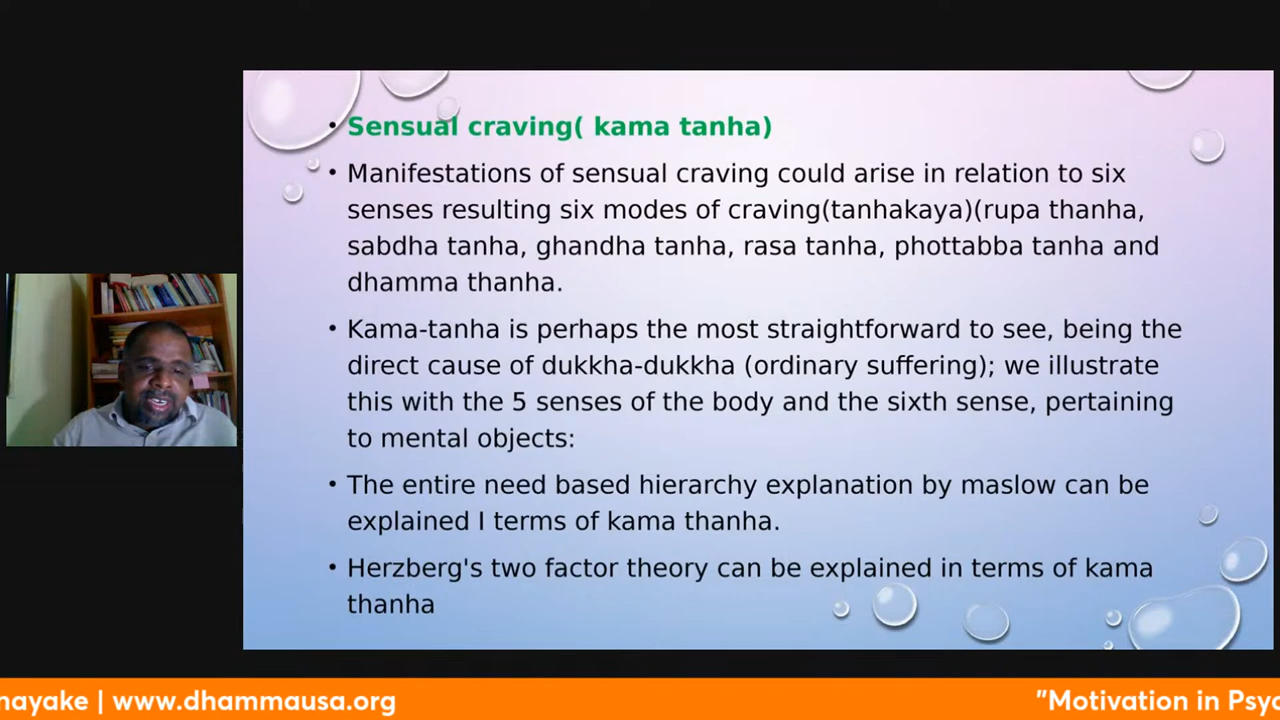 • Sensual craving( kama tanha)
• Manifestations of sensual craving could arise in relation to six
senses resulting six modes of craving(tanhakaya)(rupa thanha,
sabdha tanha, ghandha tanha, rasa tanha, phottabba tanha and
dhamma thanha.
• Kama-tanha is perhaps the most straightforward to see, being the
direct cause of dukkha-dukkha (ordinary suffering); we illustrate
this with the 5 senses of the body and the sixth sense, pertaining
to mental objects:
• The entire need based hierarchy explanation by maslow can be
explained I terms of kama thanha.
• Herzberg's two factor theory can be explained in terms of kama
thanha
nayake | www.dhammausa.org "Motivation in Psyc